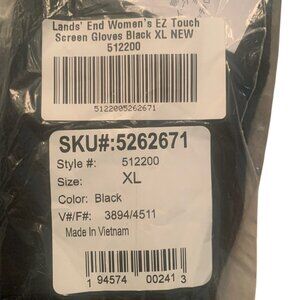 Lands' End Women's EZ Touch
Screen Gloves Black XL NEW
512200
5122005262671
SKU#:5262671
Style #: 512200
Size: XL
Color: Black
V#/F#: 3894/4511
Made In Vietnam
1 94574 00241 3